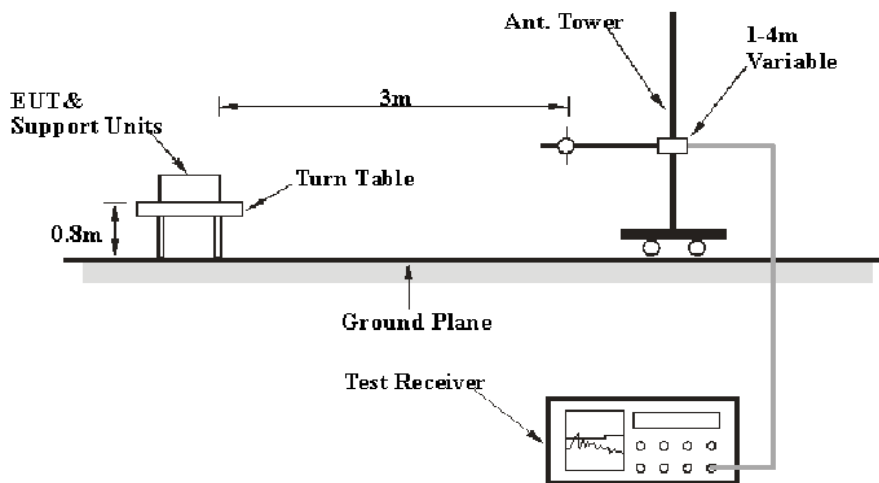 Ant. Tower
1-4m
Variable
3m
EUT&
Support Units
Turn Table
0.8m
Ground Plane
Test Receiver